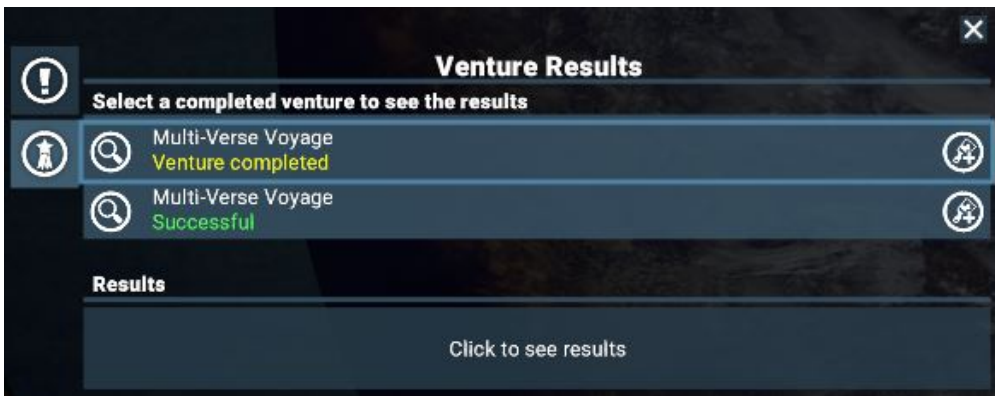 Venture Results
Select a completed venture to see the results
Multi-Verse Voyage
Venture completed
Multi-Verse Voyage
Successful
Results
Click to see results